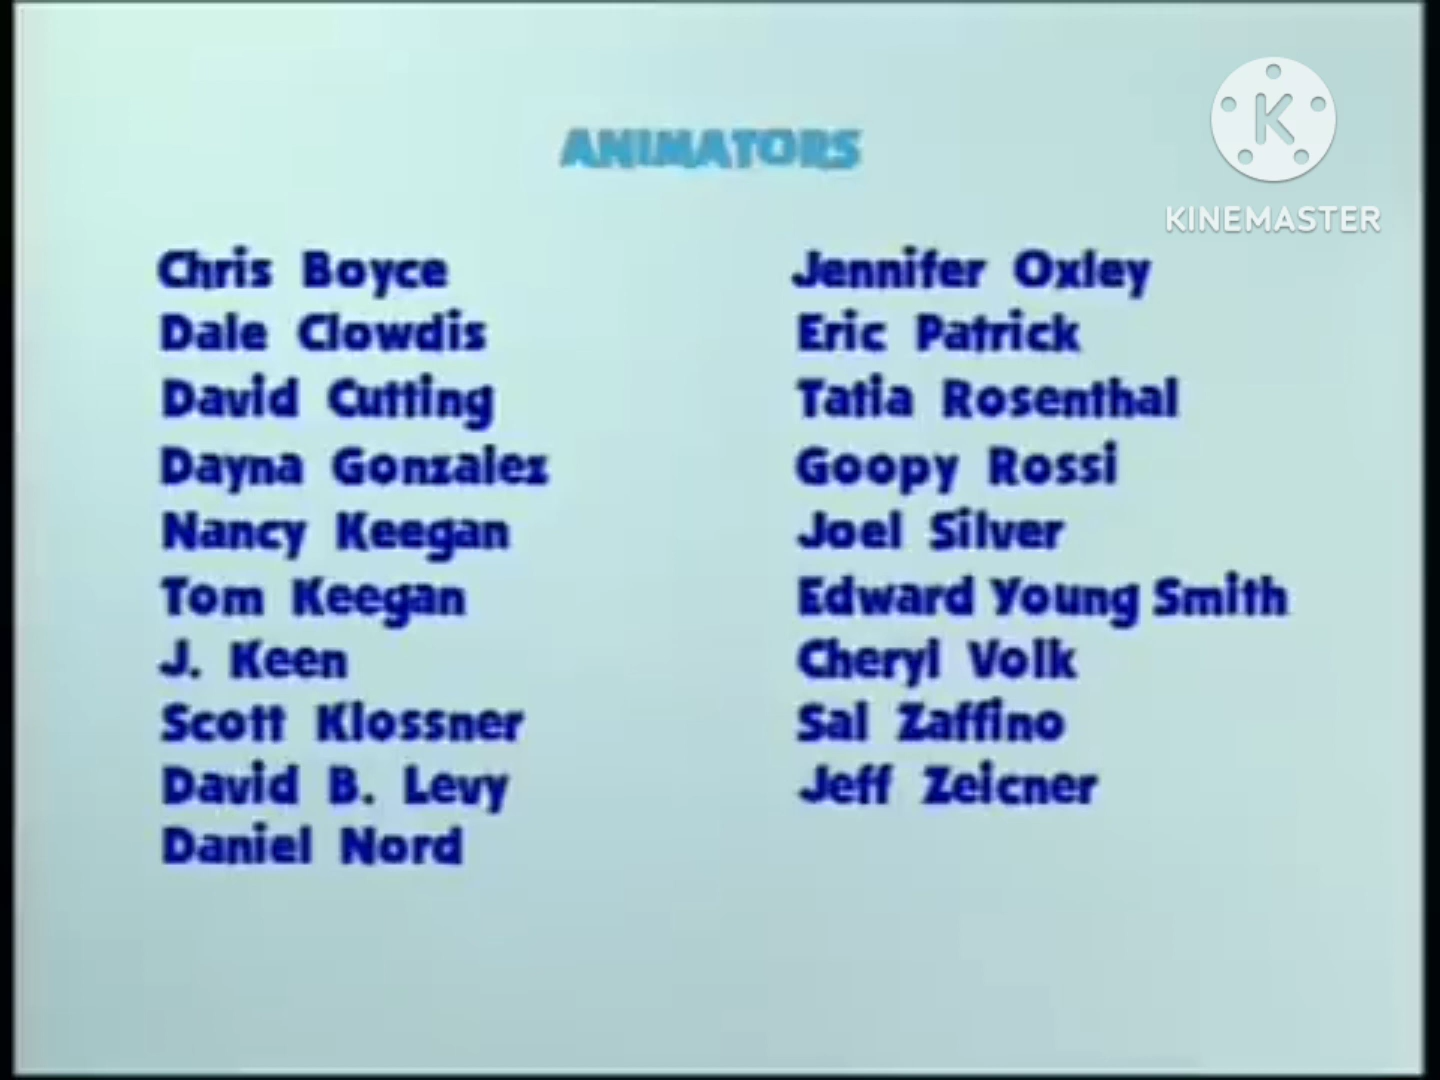 ANIMATORS
K
KINEMASTER
Chris Boyce
Dale Clowdis
David Cutting
Dayna Gonzalez
Nancy Keegan
Tom Keegan
J. Keen
Scott Klossner
David B. Levy
Daniel Nord
Jennifer Oxley
Eric Patrick
Tatia Rosenthal
Goopy Rossi
Joel Silver
Edward Young Smith
Cheryl Volk
Sal Zaffino
Jeff Zeicner